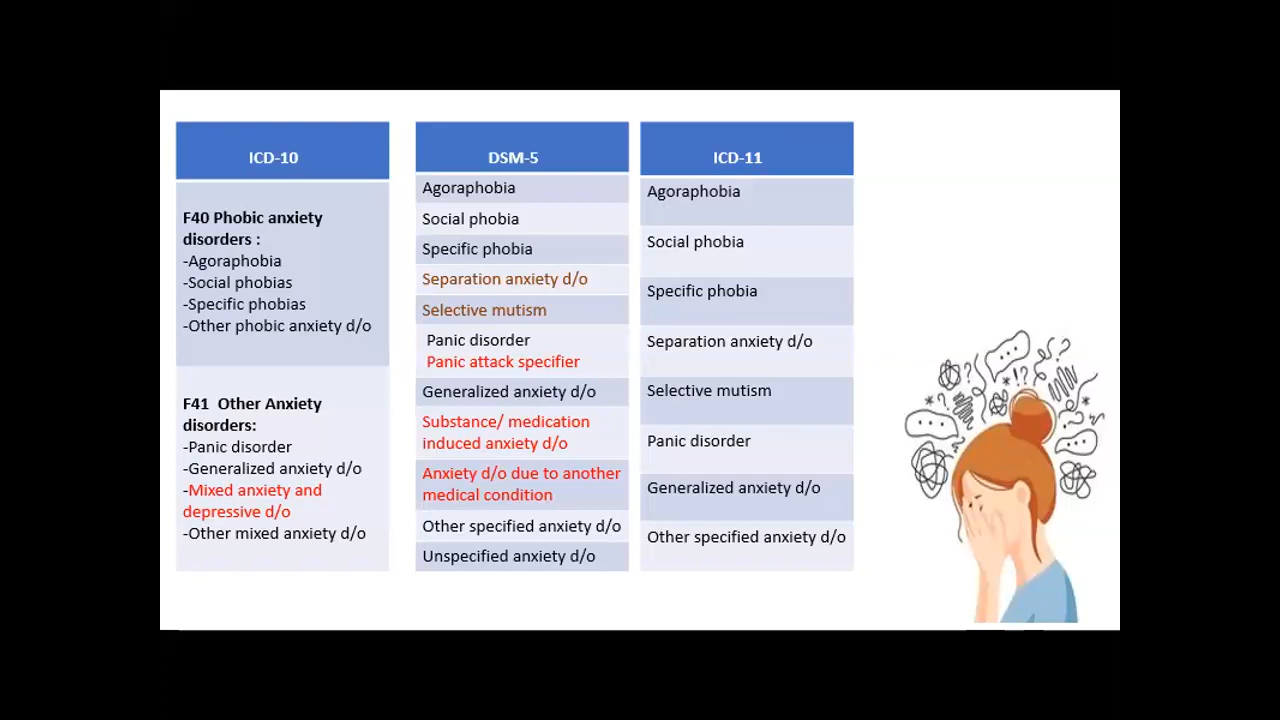 ICD-10
F40 Phobic anxiety
disorders :
-Agoraphobia
-Social phobias
-Specific phobias
-Other phobic anxiety d/o
F41  Other Anxiety
disorders:
-Panic disorder
-Generalized anxiety d/o
-Mixed anxiety and
depressive d/o
-Other mixed anxiety d/o
DSM-5
Agoraphobia
Social phobia
Specific phobia
Separation anxiety d/o
Selective mutism
Panic disorder
Panic attack specifier
Generalized anxiety d/o
Substance/ medication
induced anxiety d/o
Anxiety d/o due to another
medical condition
Other specified anxiety d/o
Unspecified anxiety d/o
ICD-11
Agoraphobia
Social phobia
Specific phobia
Separation anxiety d/o
Selective mutism
Panic disorder
Generalized anxiety d/o
Other specified anxiety d/o